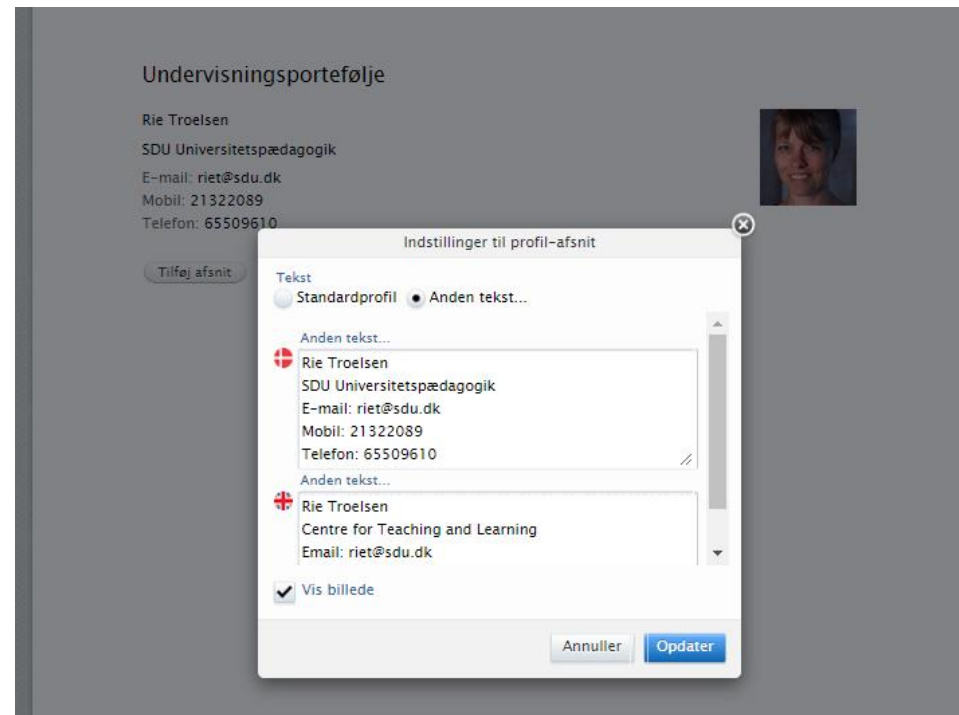 Undervisningsportefølje
Rie Troelsen
SDU Universitetspædagogik
E-mail: riet@sdu.dk
Mobil: 21322089
Telefon: 65509610
Tilføj afsnit
Indstillinger til profil-afsnit
Tekst
Standardprofil Anden tekst...
Anden tekst...
Rie Troelsen
SDU Universitetspædagogik
E-mail: riet@sdu.dk
Mobil: 21322089
Telefon: 65509610
Anden tekst...
Rie Troelsen
Centre for Teaching and Learning
Email: riet@sdu.dk
Vis billede
Annuller Opdater